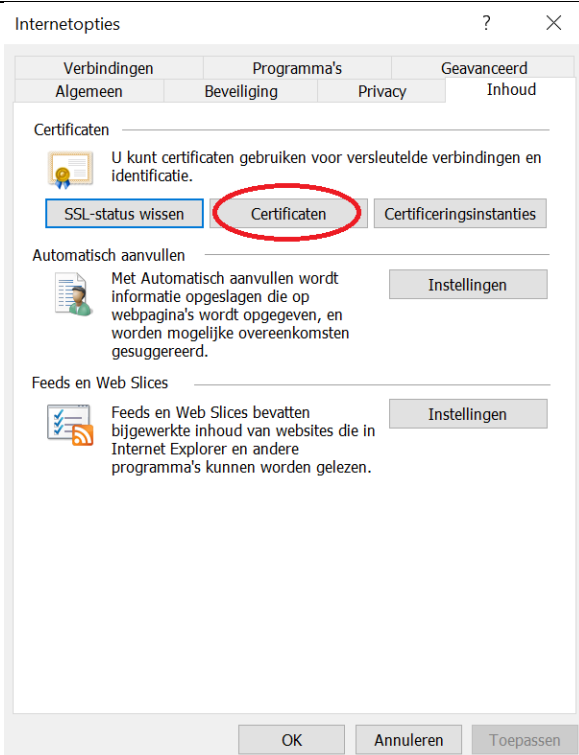 Internetopties ?
Verbindingen Programma's Geavanceerd
Algemeen Beveiliging Privacy Inhoud
Certificaten
U kunt certificaten gebruiken voor versleutelde verbindingen en
identificatie.
SSL-status wissen Certificaten Certificeringsinstanties
Automatisch aanvullen
Met Automatisch aanvullen wordt
informatie opgeslagen die op
webpagina's wordt opgegeven, en
worden mogelijke overeenkomsten
gesuggereerd.
Instellingen
Feeds en Web Slices
Feeds en Web Slices bevatten
bijgewerkte inhoud van websites die in
Internet Explorer en andere
programma's kunnen worden gelezen.
Instellingen
OK Annuleren Toepassen